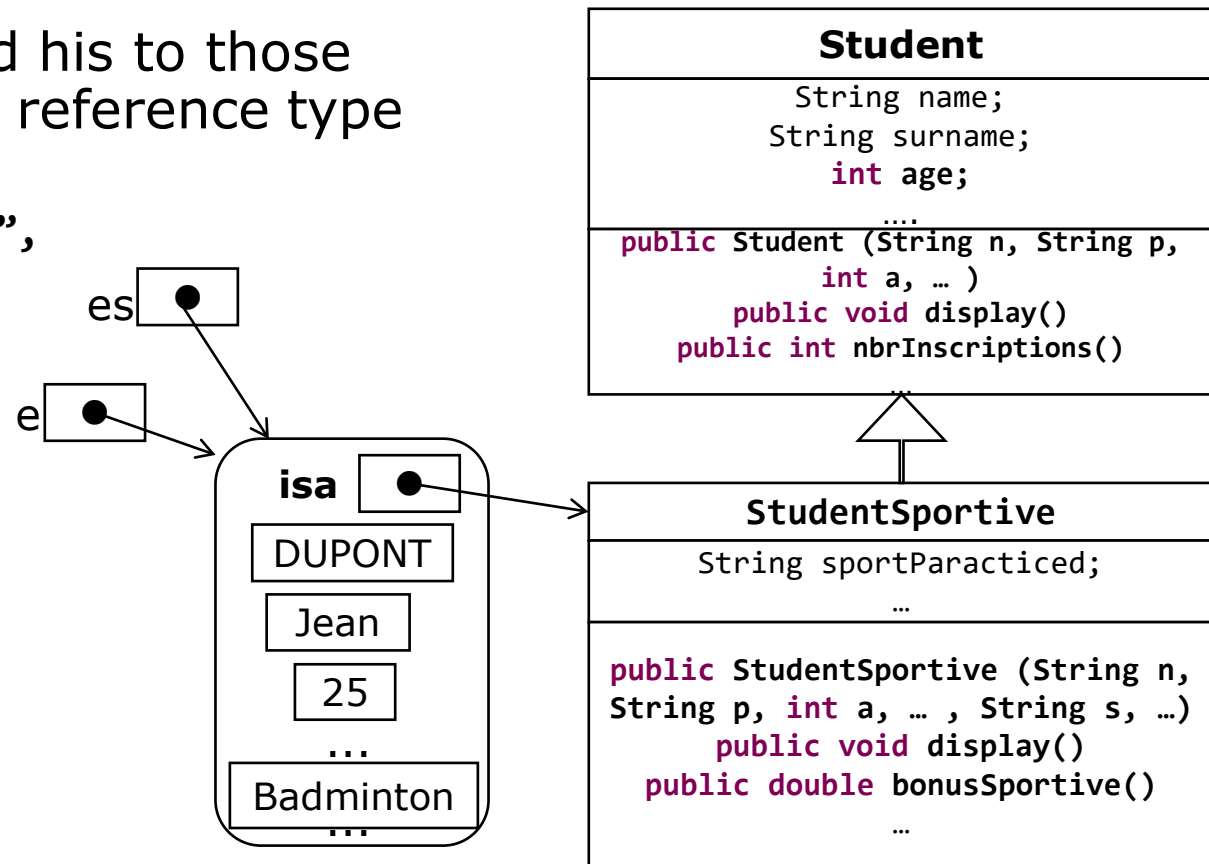 d his to those
reference type
”,
es
e
isa
DUPONT
Jean
25
...
Badminton
...
Student
String name;
String surname;
int age;
….
public Student (String n, String p,
int a, … )
public void display()
public int nbrInscriptions()
…
StudentSportive
String sportParacticed;
…
public StudentSportive (String n,
String p, int a, … , String s, …)
public void display()
public double bonusSportive()
…